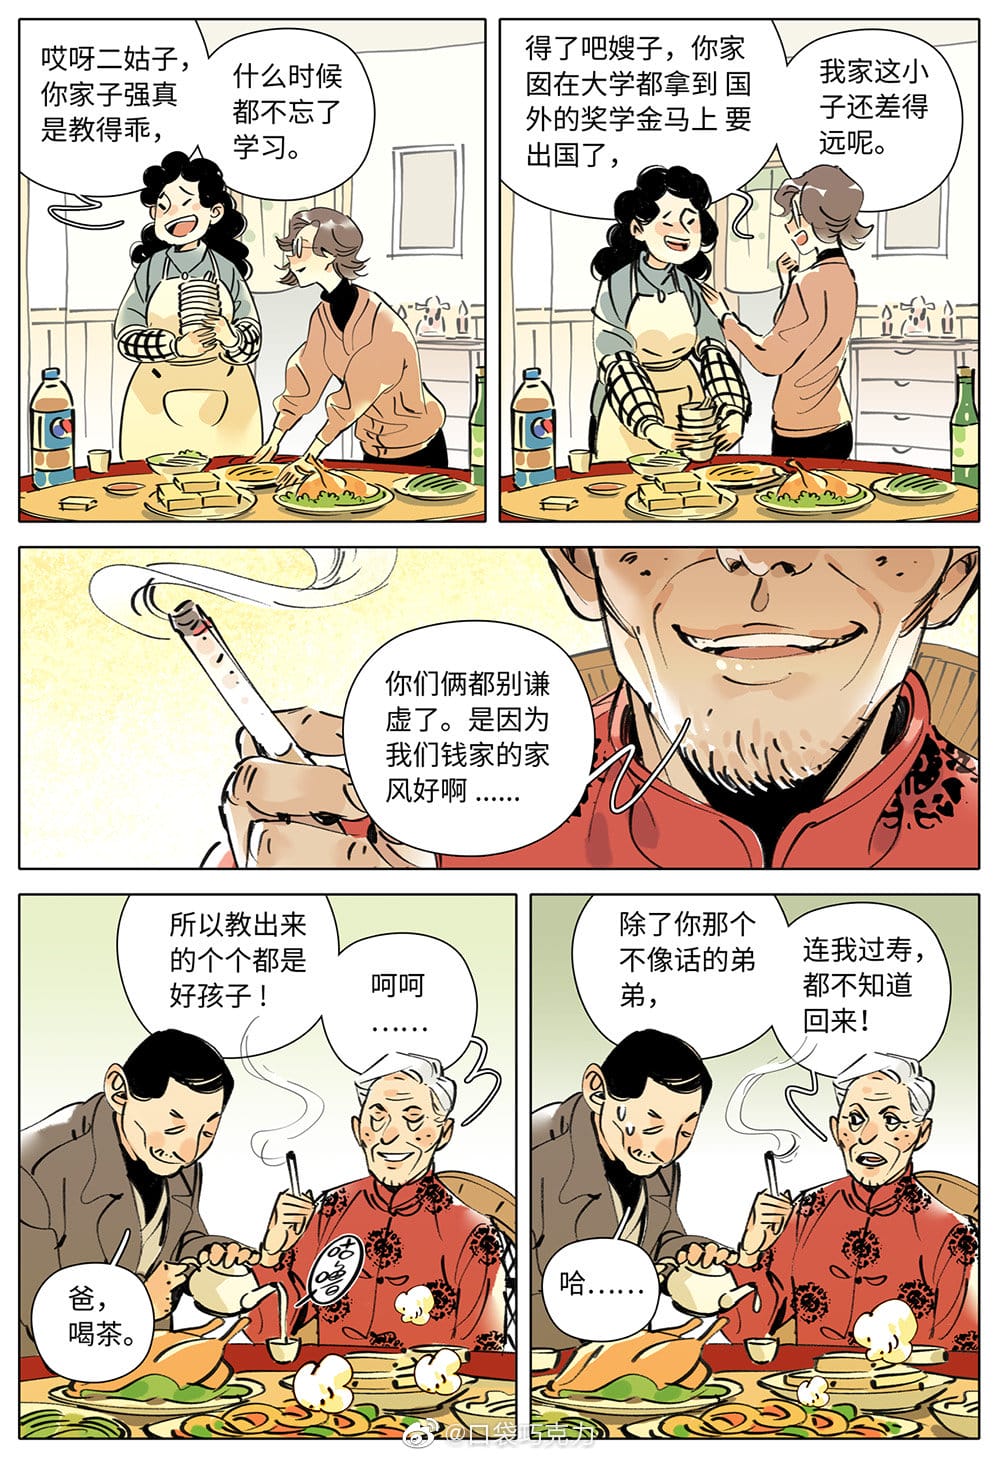 哎呀二姑子，
你家子强真
是教得乖，
什么时候
都不忘了
学习。
得了吧嫂子，你家
囡在大学都拿到 国
外的奖学金马上 要
出国了，
我家这小
子还差得
远呢。
你们俩都别谦
虚了。是因为
我们钱家的家
风好啊 ......
所以教出来
的个个都是
好孩子！
呵呵
……
爸，
喝茶。
咕噜
除了你那个
不像话的弟
弟，
连我过寿，
都不知道
回来！
哈……
@口袋巧克力